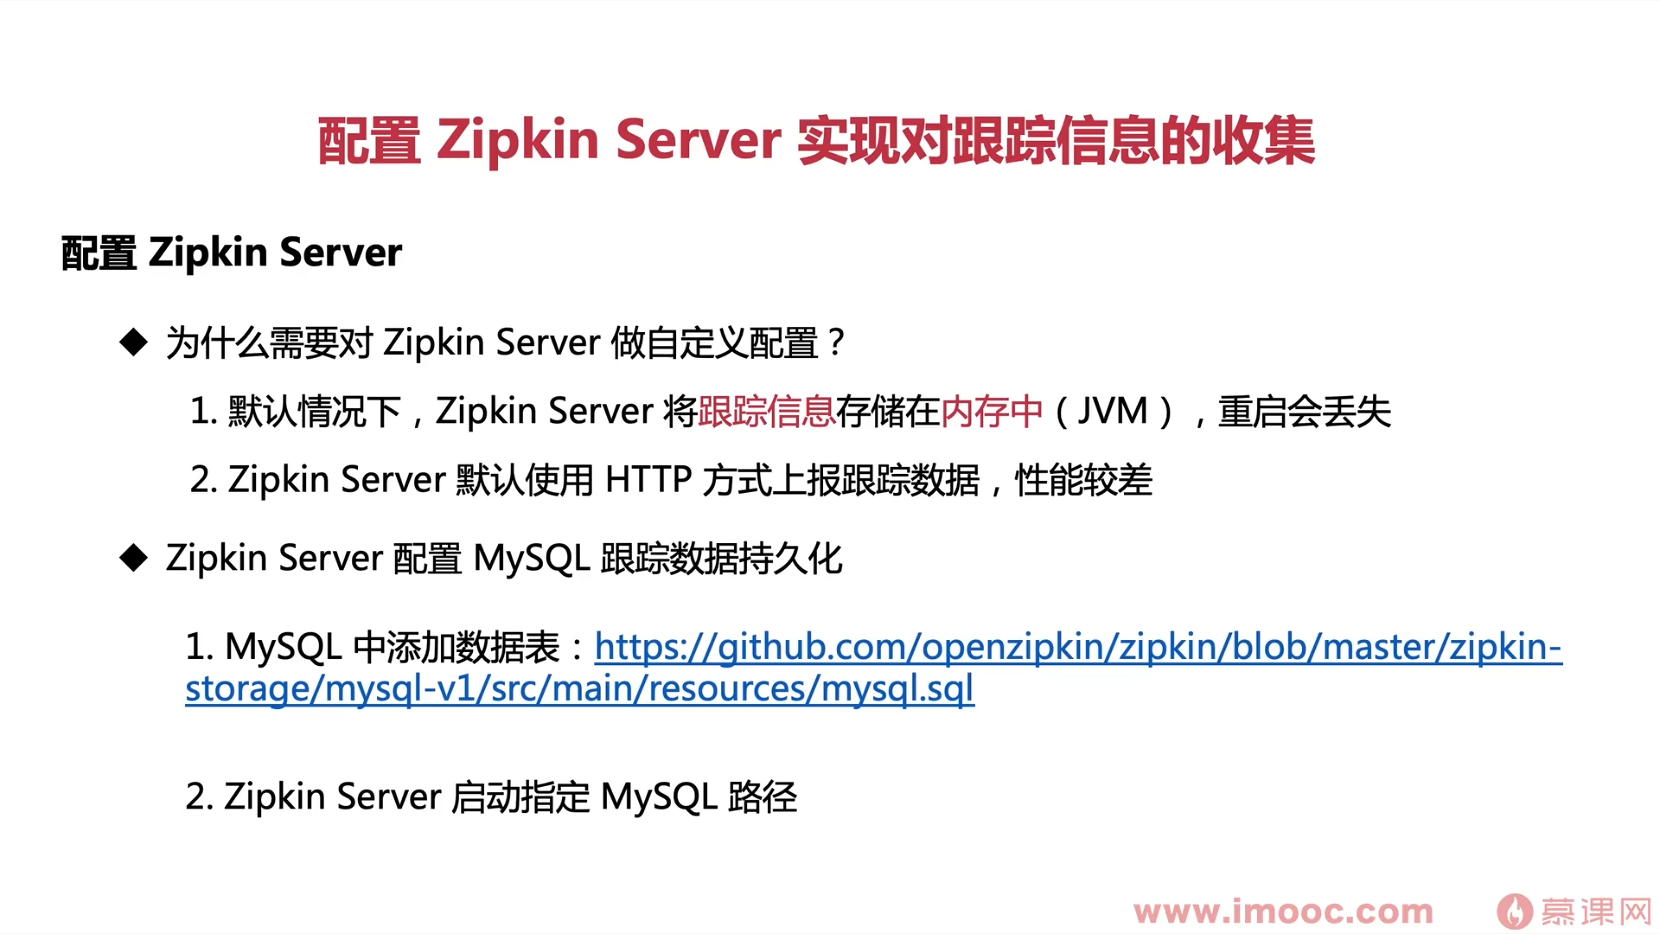 配置 Zipkin Server 实现对跟踪信息的收集
配置 Zipkin Server
◆ 为什么需要对 Zipkin Server 做自定义配置？
1. 默认情况下，Zipkin Server 将跟踪信息存储在内存中（JVM），重启会丢失
2. Zipkin Server 默认使用 HTTP 方式上报跟踪数据，性能较差
◆ Zipkin Server 配置 MySQL 跟踪数据持久化
1. MySQL 中添加数据表：https://github.com/openzipkin/zipkin/blob/master/zipkin-
storage/mysql-v1/src/main/resources/mysql.sql
2. Zipkin Server 启动指定 MySQL 路径
www.imooc.com 慕课网